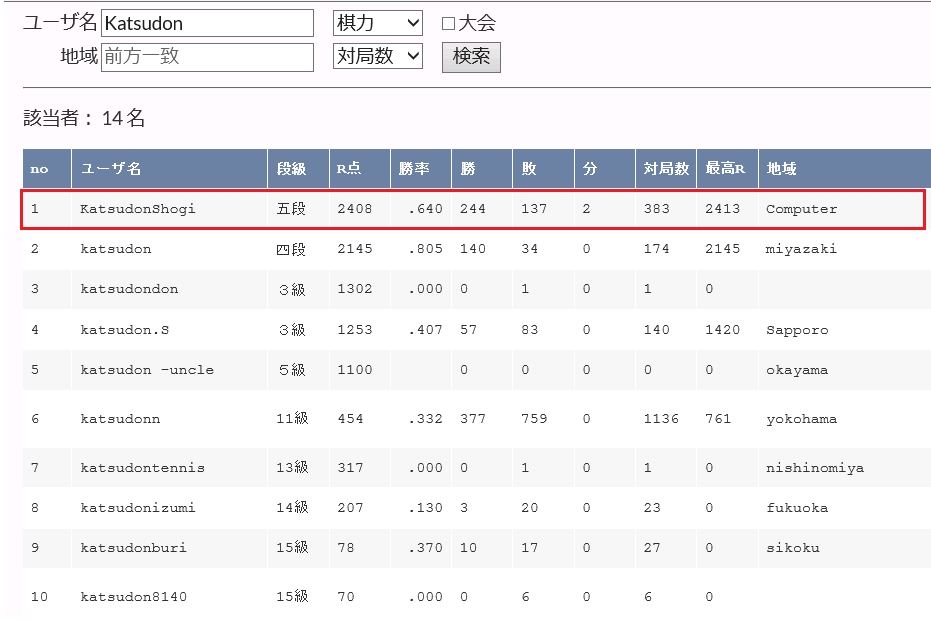 ユーザ名 Katsudon 棋力 大会
地域 前方一致 対局数 検索
該当者： 14 名
no ユーザ名 段級 R点 勝率 勝 敗 分 対局数 最高R 地域
1 KatsudonShogi 五段 2408 .640 244 137 2 383 2413 Computer
2 katsudon 四段 2145 .805 140 34 0 174 2145 miyazaki
3 katsudondon ３級 1302 .000 0 1 0 1 0
4 katsudon.S ３級 1253 .407 57 83 0 140 1420 Sapporo
5 katsudon -uncle ５級 1100 0 0 0 0 0 okayama
6 katsudonn 11級 454 .332 377 759 0 1136 761 yokohama
7 katsudontennis 13級 317 .000 0 1 0 1 0 nishinomiya
8 katsudonizumi 14級 207 .130 3 20 0 23 0 fukuoka
9 katsudonburi 15級 78 .370 10 17 0 27 0 sikoku
10 katsudon8140 15級 70 .000 0 6 0 6 0